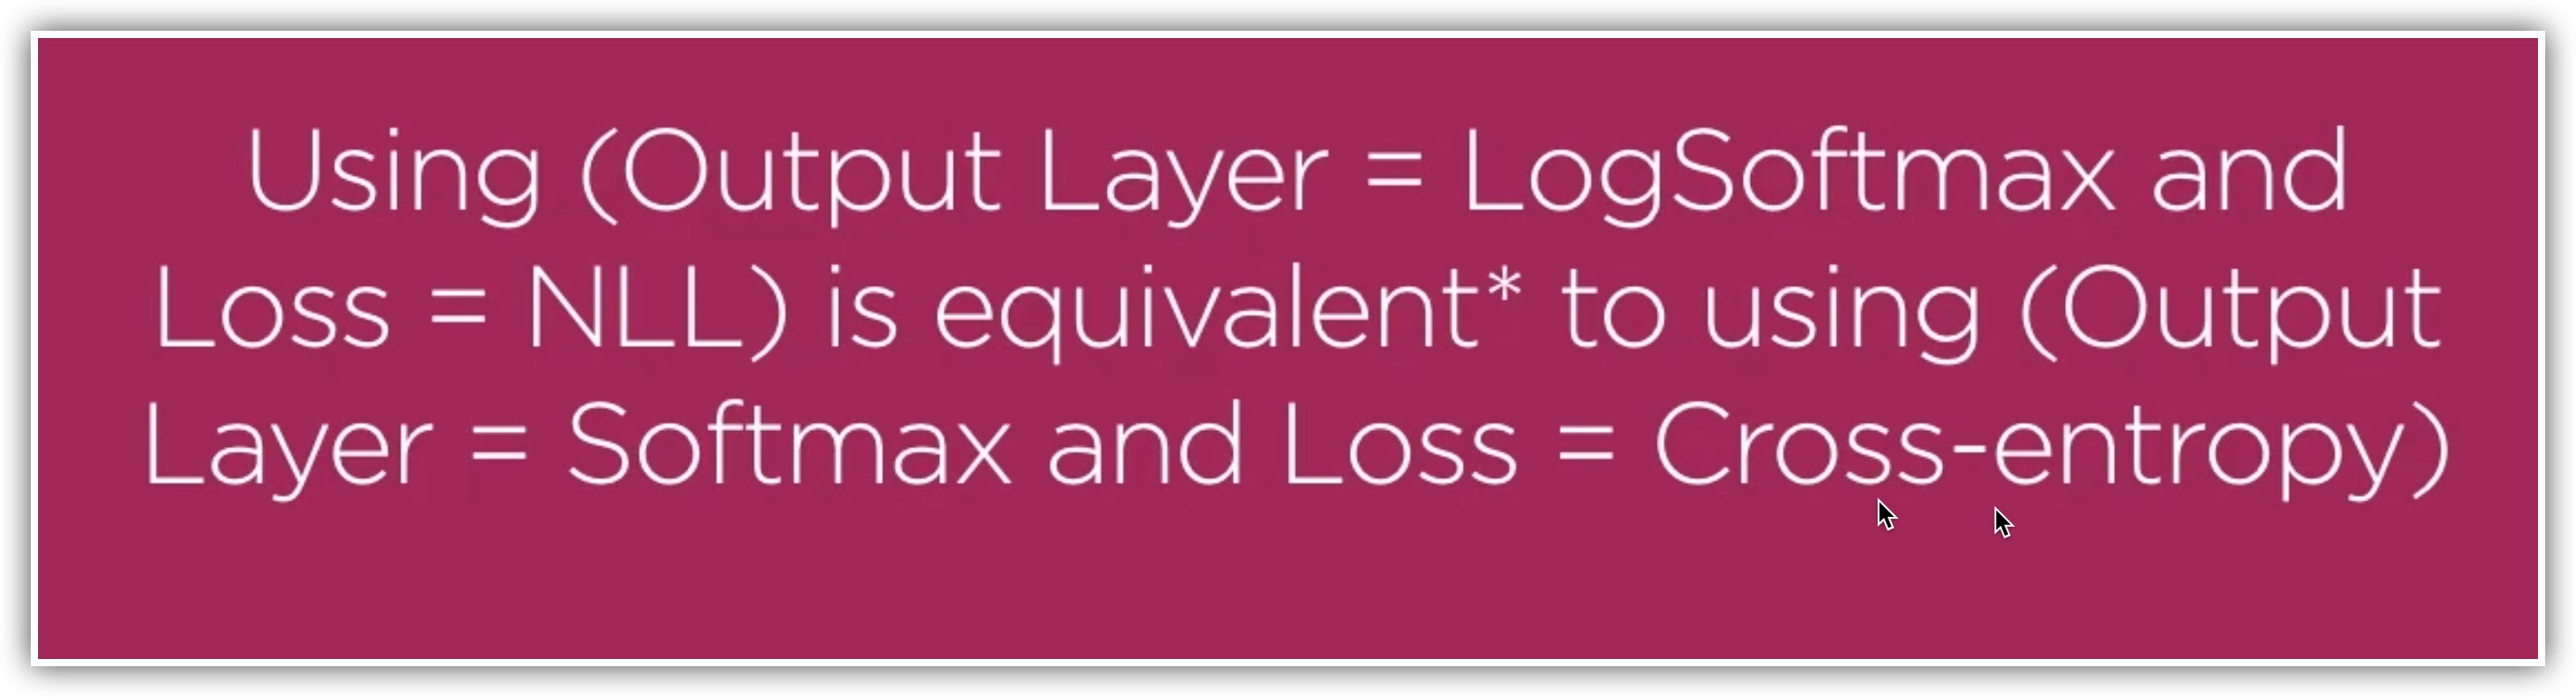 Using (Output Layer = LogSoftmax and
Loss = NLL) is equivalent* to using (Output
Layer = Softmax and Loss = Cross-entropy)